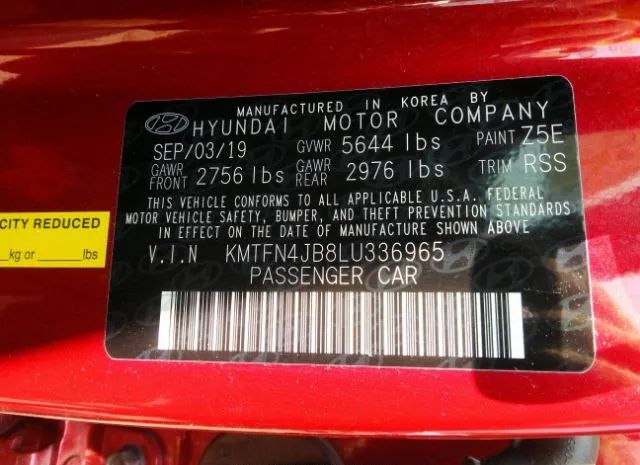 MANUFACTURED IN KOREA BY
HYUNDAI MOTOR COMPANY
SEP/03/19 GVWR 5644 lbs PAINT Z5E
GAWR FRONT 2756 lbs GAWR REAR 2976 lbs TRIM RSS
THIS VEHICLE CONFORMS TO ALL APPLICABLE U.S.A. FEDERAL
MOTOR VEHICLE SAFETY, BUMPER, AND THEFT PREVENTION STANDARDS
IN EFFECT ON THE DATE OF MANUFACTURE SHOWN ABOVE
V.I.N KMTFN4JB8LU336965
PASSENGER CAR
CITY REDUCED
kg or lbs